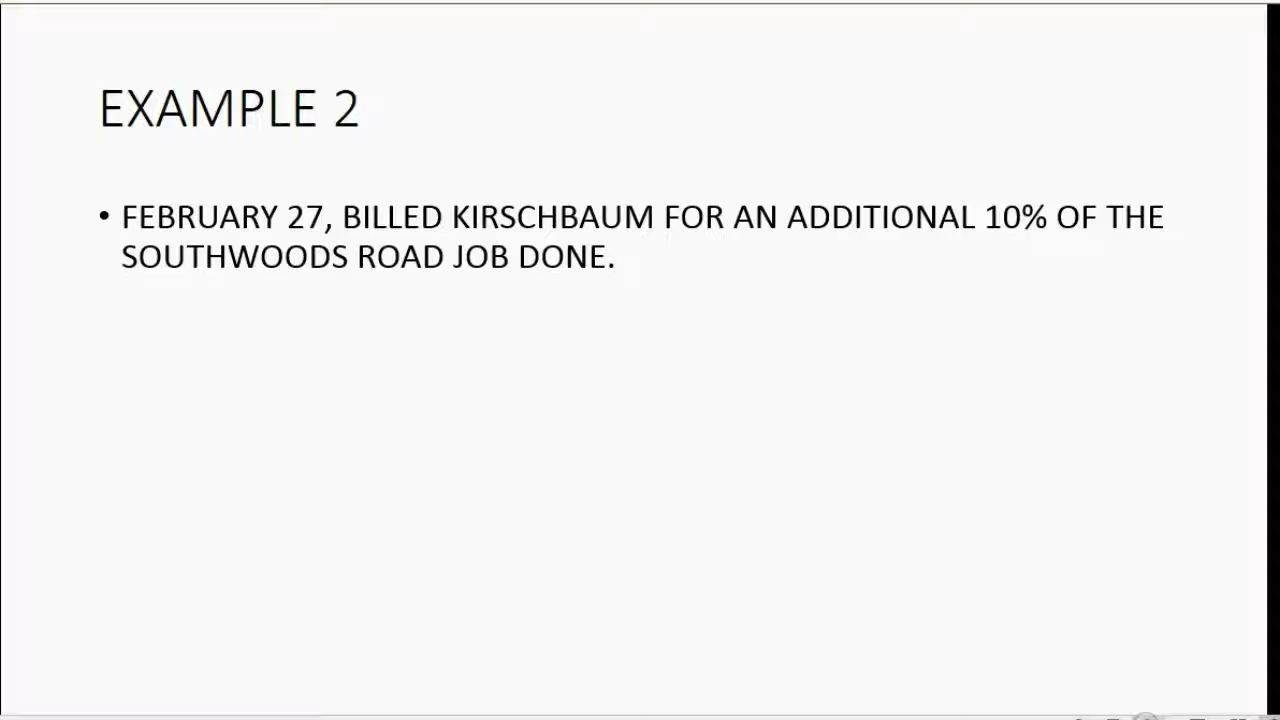 EXAMPLE 2
• FEBRUARY 27, BILLED KIRSCHBAUM FOR AN ADDITIONAL 10% OF THE
SOUTHWOODS ROAD JOB DONE.